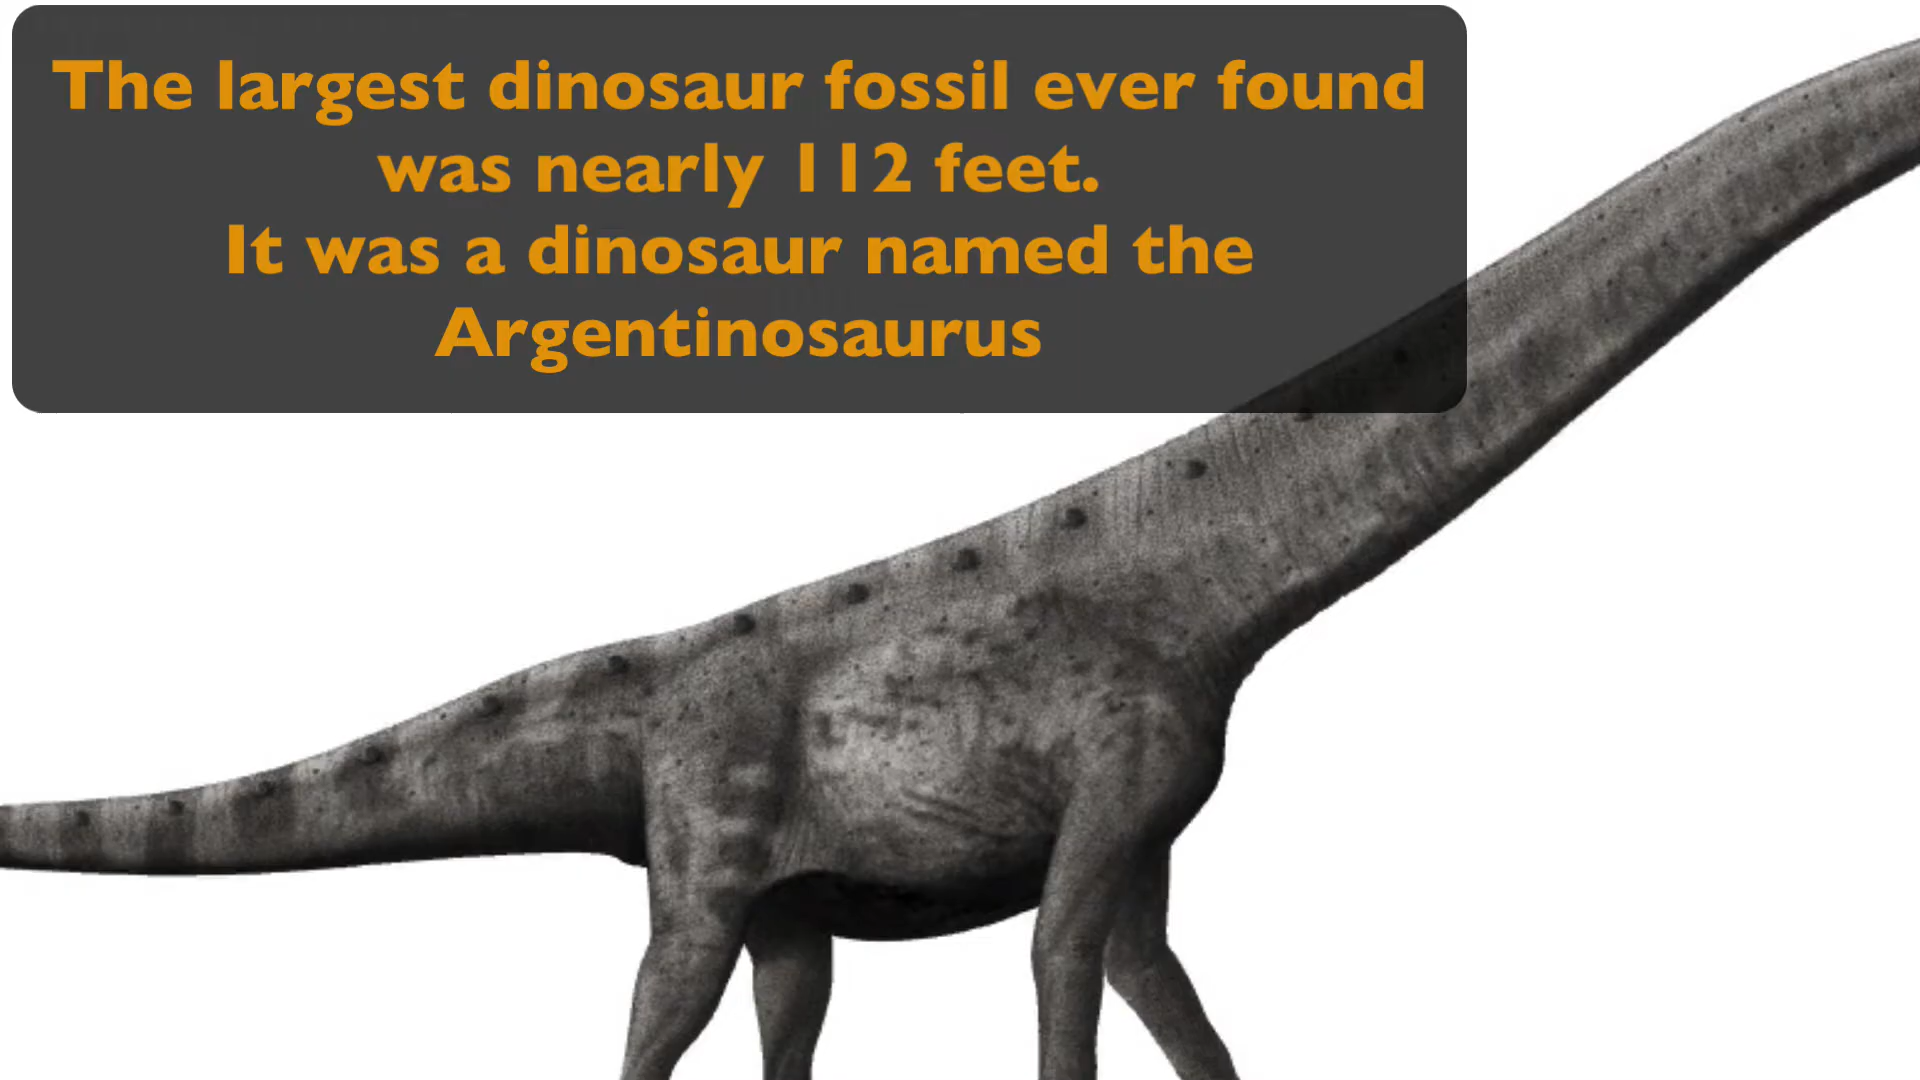 The largest dinosaur fossil ever found
was nearly 112 feet.
It was a dinosaur named the
Argentinosaurus